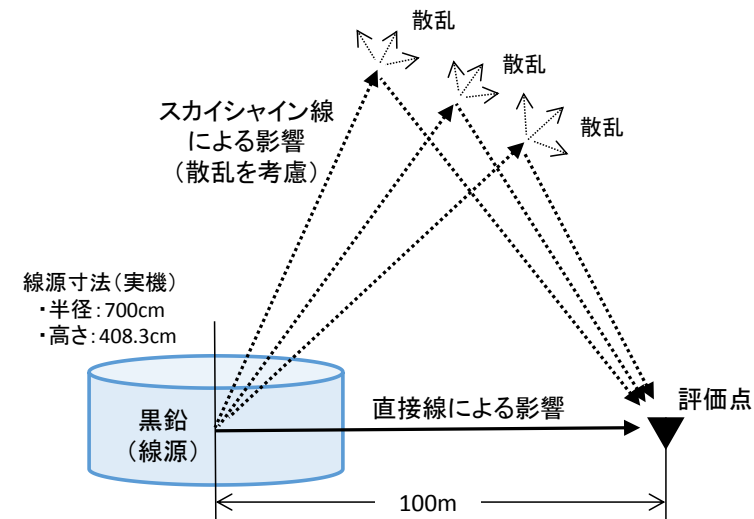 散乱
散乱
散乱
スカイシャイン線
による影響
（散乱を考慮）
線源寸法（実機）
・半径：700cm
・高さ：408.3cm
黒鉛
（線源）
直接線による影響
評価点
100m